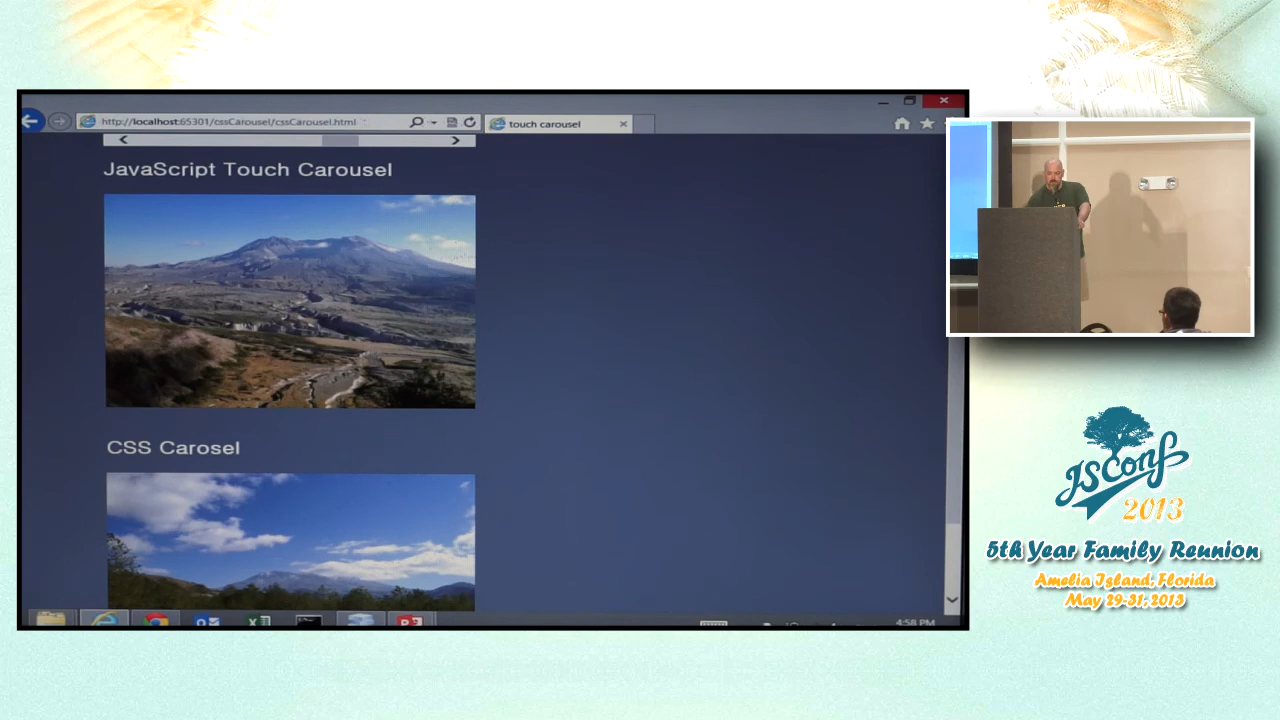 http://localhost:65301/cssCarousel/cssCarousel.html
touch carousel
JavaScript Touch Carousel
CSS Carosel
4:58 PM
JSConf
2013
5th Year Family Reunion
Amelia Island, Florida
May 29-31, 2013